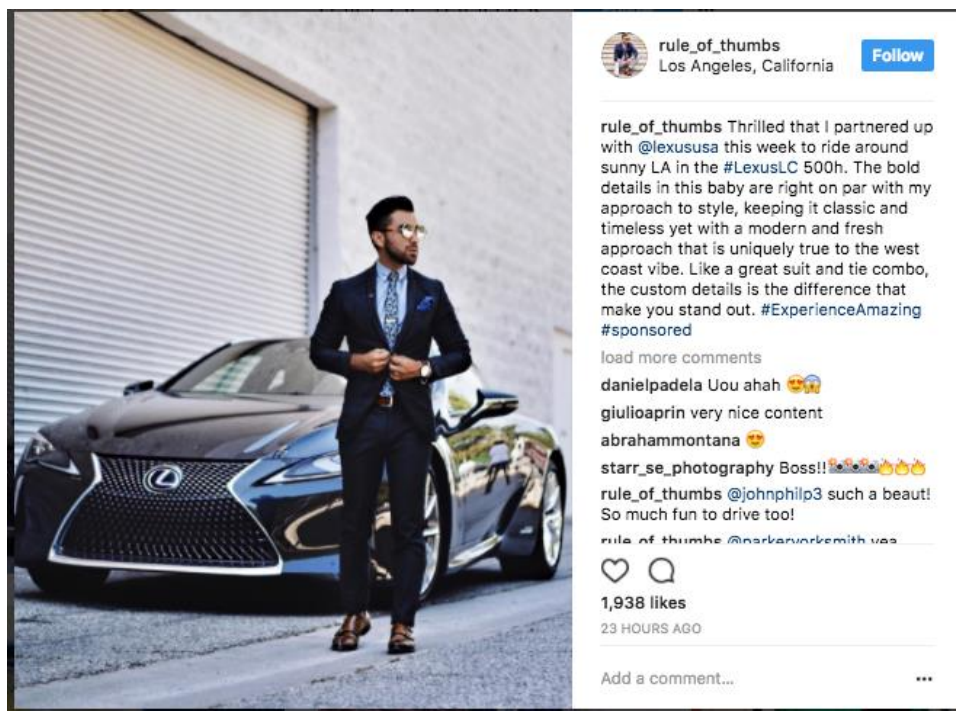 rule_of_thumbs
Los Angeles, California
Follow
rule_of_thumbs Thrilled that I partnered up
with @lexususa this week to ride around
sunny LA in the #LexusLC 500h. The bold
details in this baby are right on par with my
approach to style, keeping it classic and
timeless yet with a modern and fresh
approach that is uniquely true to the west
coast vibe. Like a great suit and tie combo,
the custom details is the difference that
make you stand out. #ExperienceAmazing
#sponsored
load more comments
danielpadela Uou ahah 😍😱
giulioaprin very nice content
abrahammontana 😍
starr_se_photography Boss!!📸📸📸🔥🔥🔥
rule_of_thumbs @johnphilp3 such a beaut!
So much fun to drive too!
rule_of_thumbs @parkeryorksmith yea
1,938 likes
23 HOURS AGO
Add a comment...